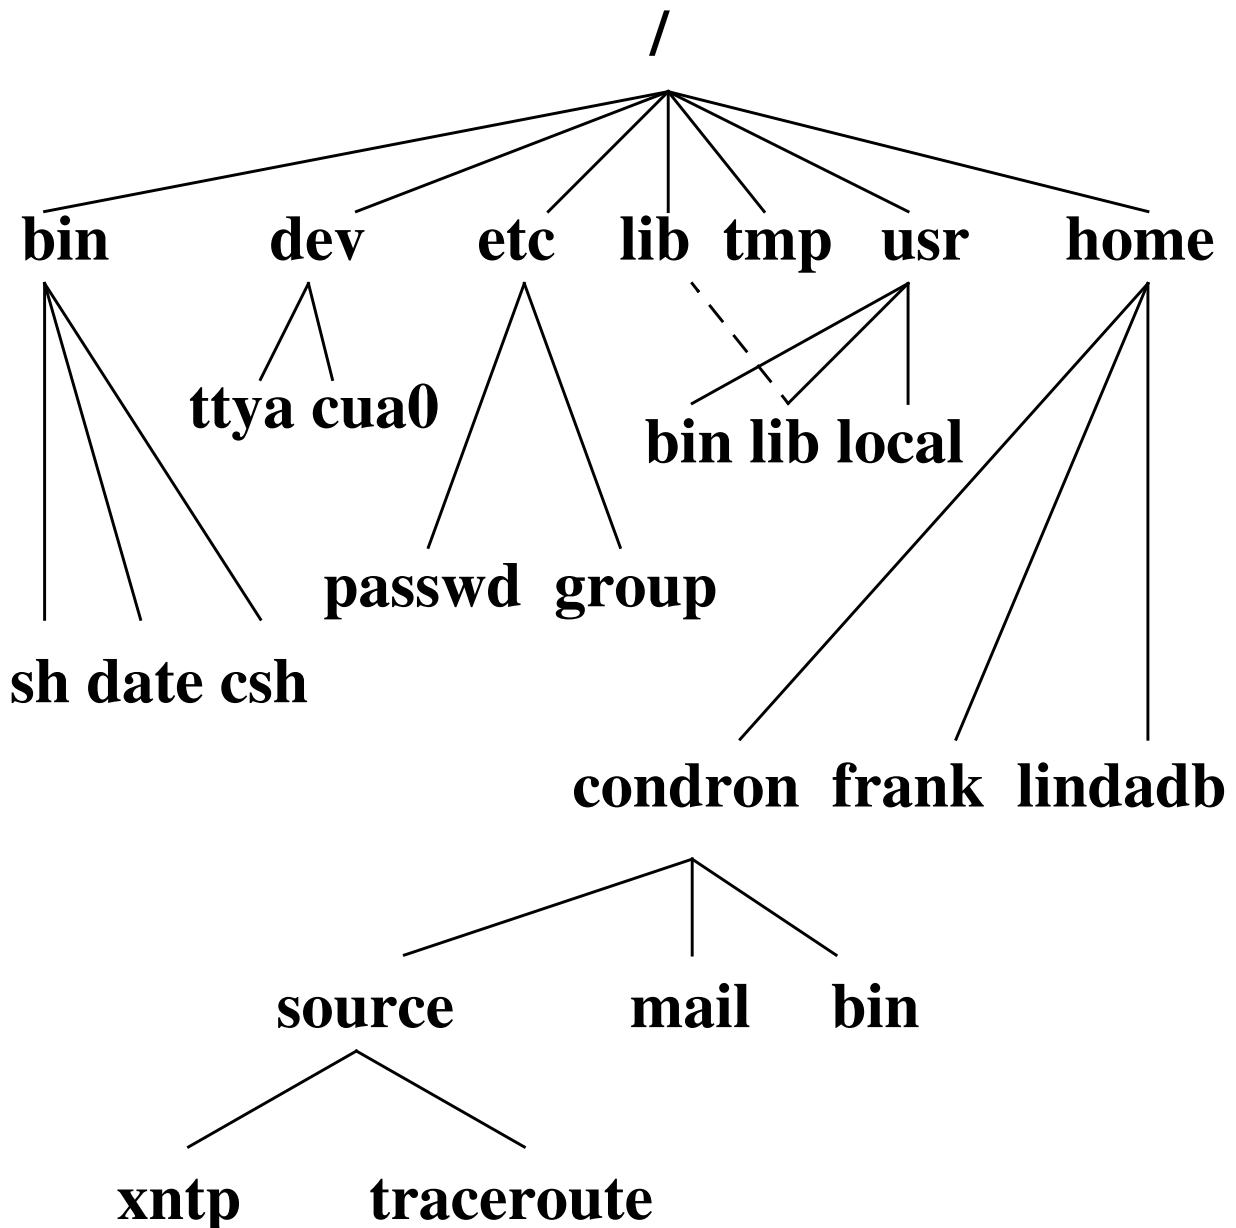 /
bin dev etc lib tmp usr home
ttya cua0
bin lib local
passwd group
sh date csh
condron frank lindadb
source mail bin
xntp traceroute